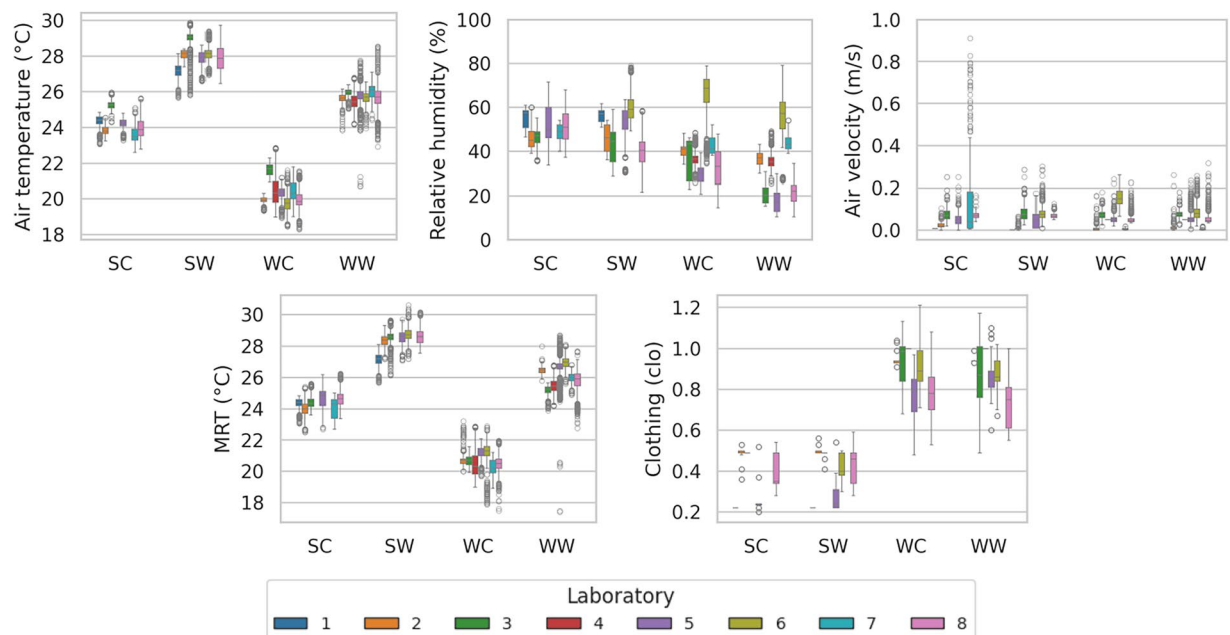 Air temperature (°C)
30
28
26
24
22
20
18
SC SW WC WW
Relative humidity (%)
100
80
60
40
20
0
SC SW WC WW
Air velocity (m/s)
1.0
0.8
0.6
0.4
0.2
0.0
SC SW WC WW
MRT (°C)
30
28
26
24
22
20
18
SC SW WC WW
Clothing (clo)
1.2
1.0
0.8
0.6
0.4
0.2
SC SW WC WW
Laboratory
1 2 3 4 5 6 7 8